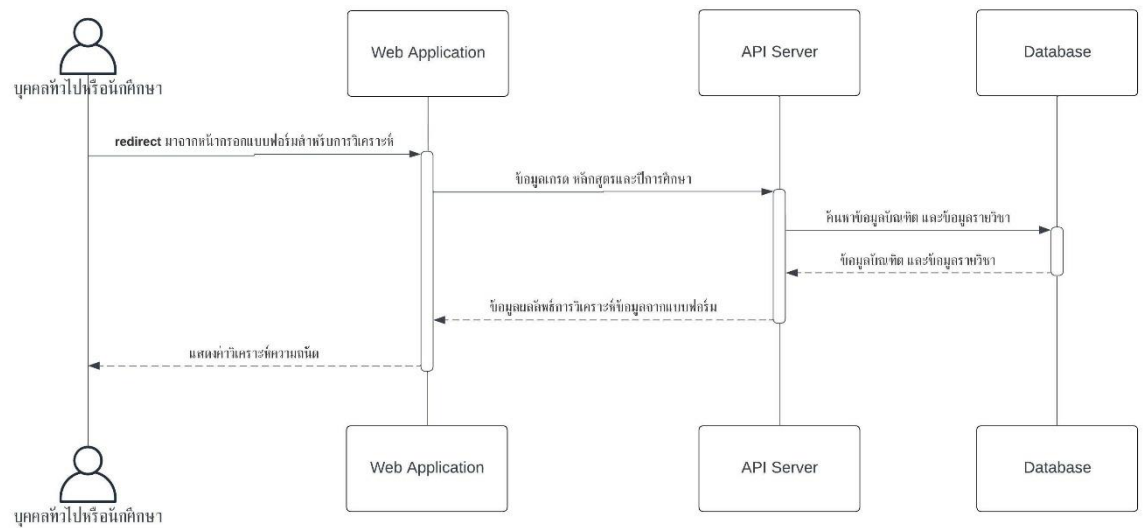 Web Application
API Server
Database
บุคคลทั่วไปหรือนักศึกษา
redirect มาจากหน้ากรอกแบบฟอร์มสำหรับการวิเคราะห์
ข้อมูลเกรด หลักสูตรและปีการศึกษา
ค้นหาข้อมูลบัณฑิต และข้อมูลรายวิชา
ข้อมูลบัณฑิต และข้อมูลรายวิชา
ข้อมูลผลลัพธ์การวิเคราะห์ข้อมูลจากแบบฟอร์ม
แสดงค่าวิเคราะห์ความถนัด
Web Application
API Server
Database
บุคคลทั่วไปหรือนักศึกษา